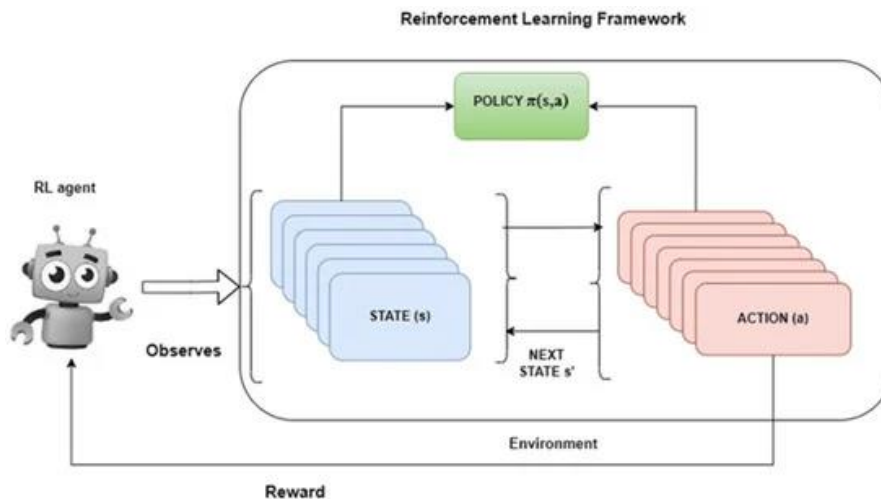 Reinforcement Learning Framework
POLICY π(s,a)
RL agent
STATE (s)
ACTION (a)
Observes
NEXT
STATE s'
Environment
Reward